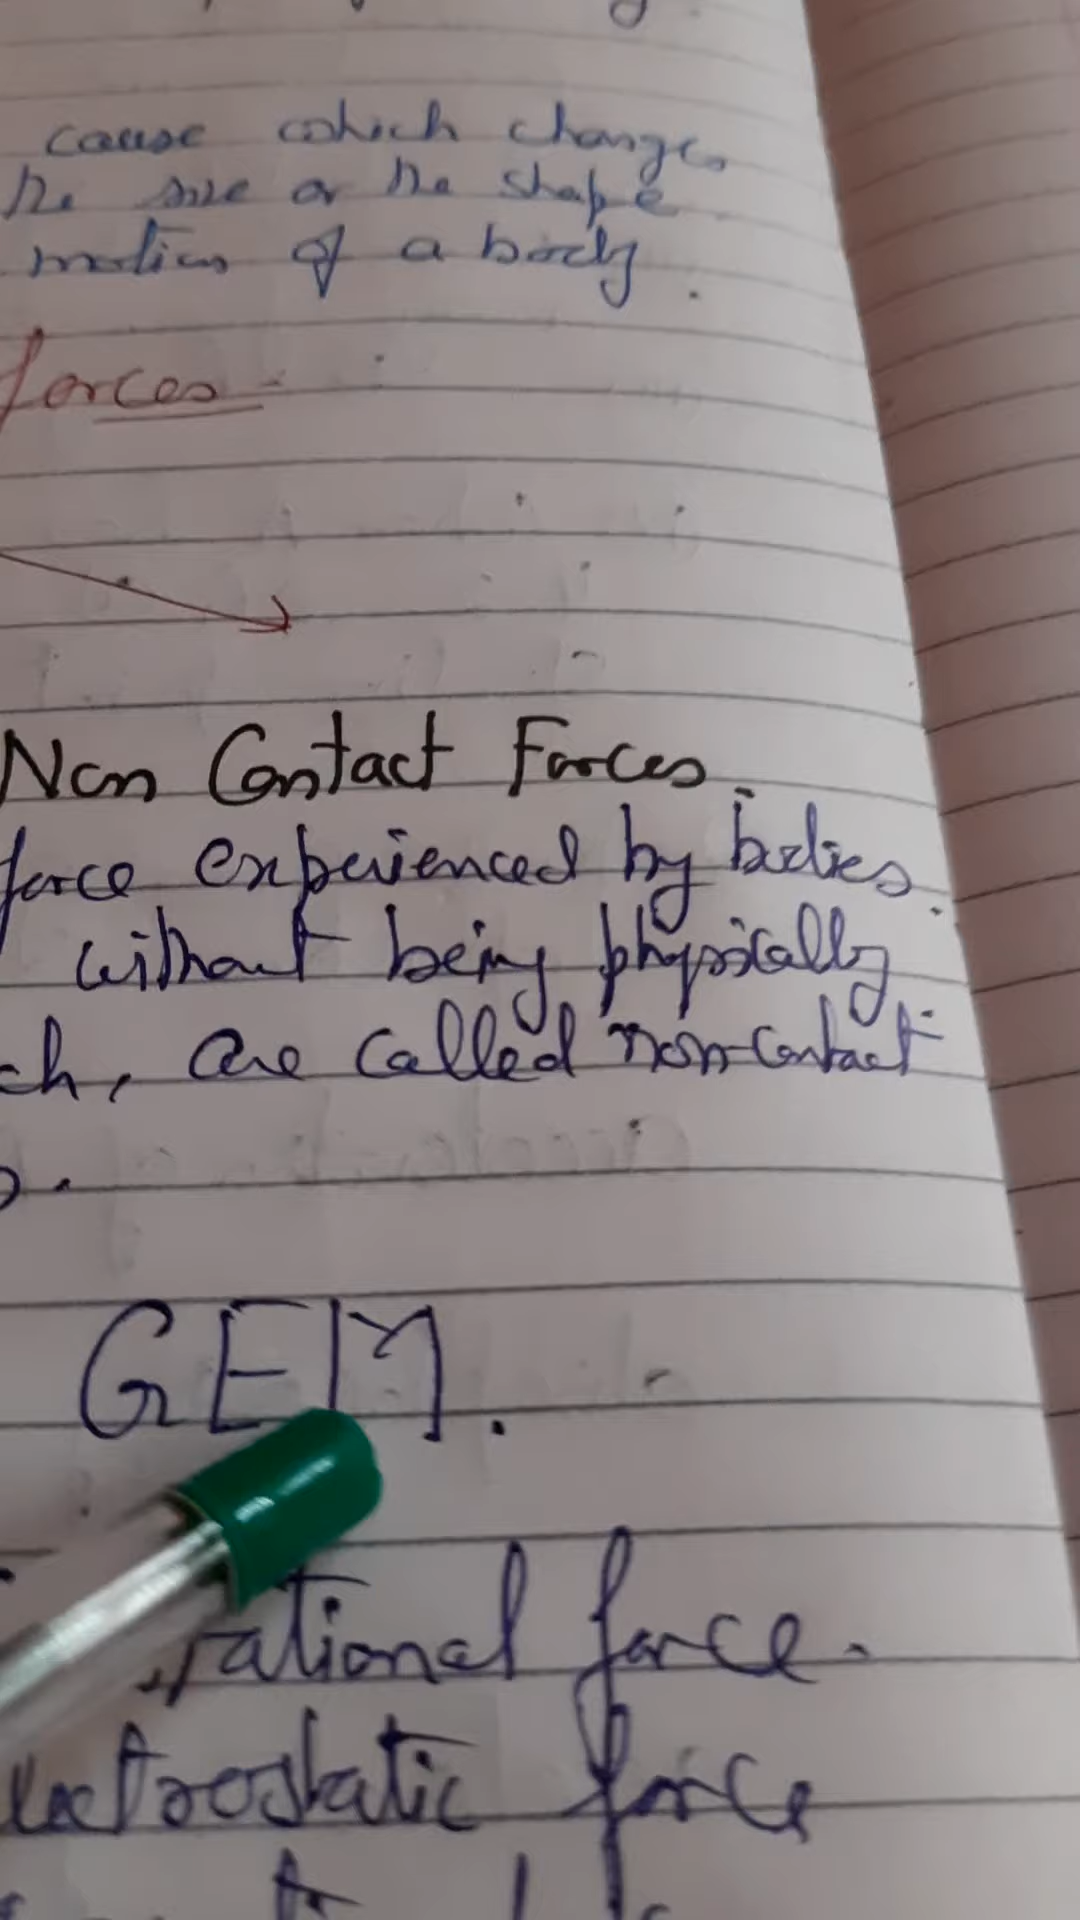 cause which changes
the size or the shape
motion of a body.
forces
Non Contact Forces
force experienced by bodies
without being physically
ch, are called non-contact
GEM.
rational force.
lectrostatic force